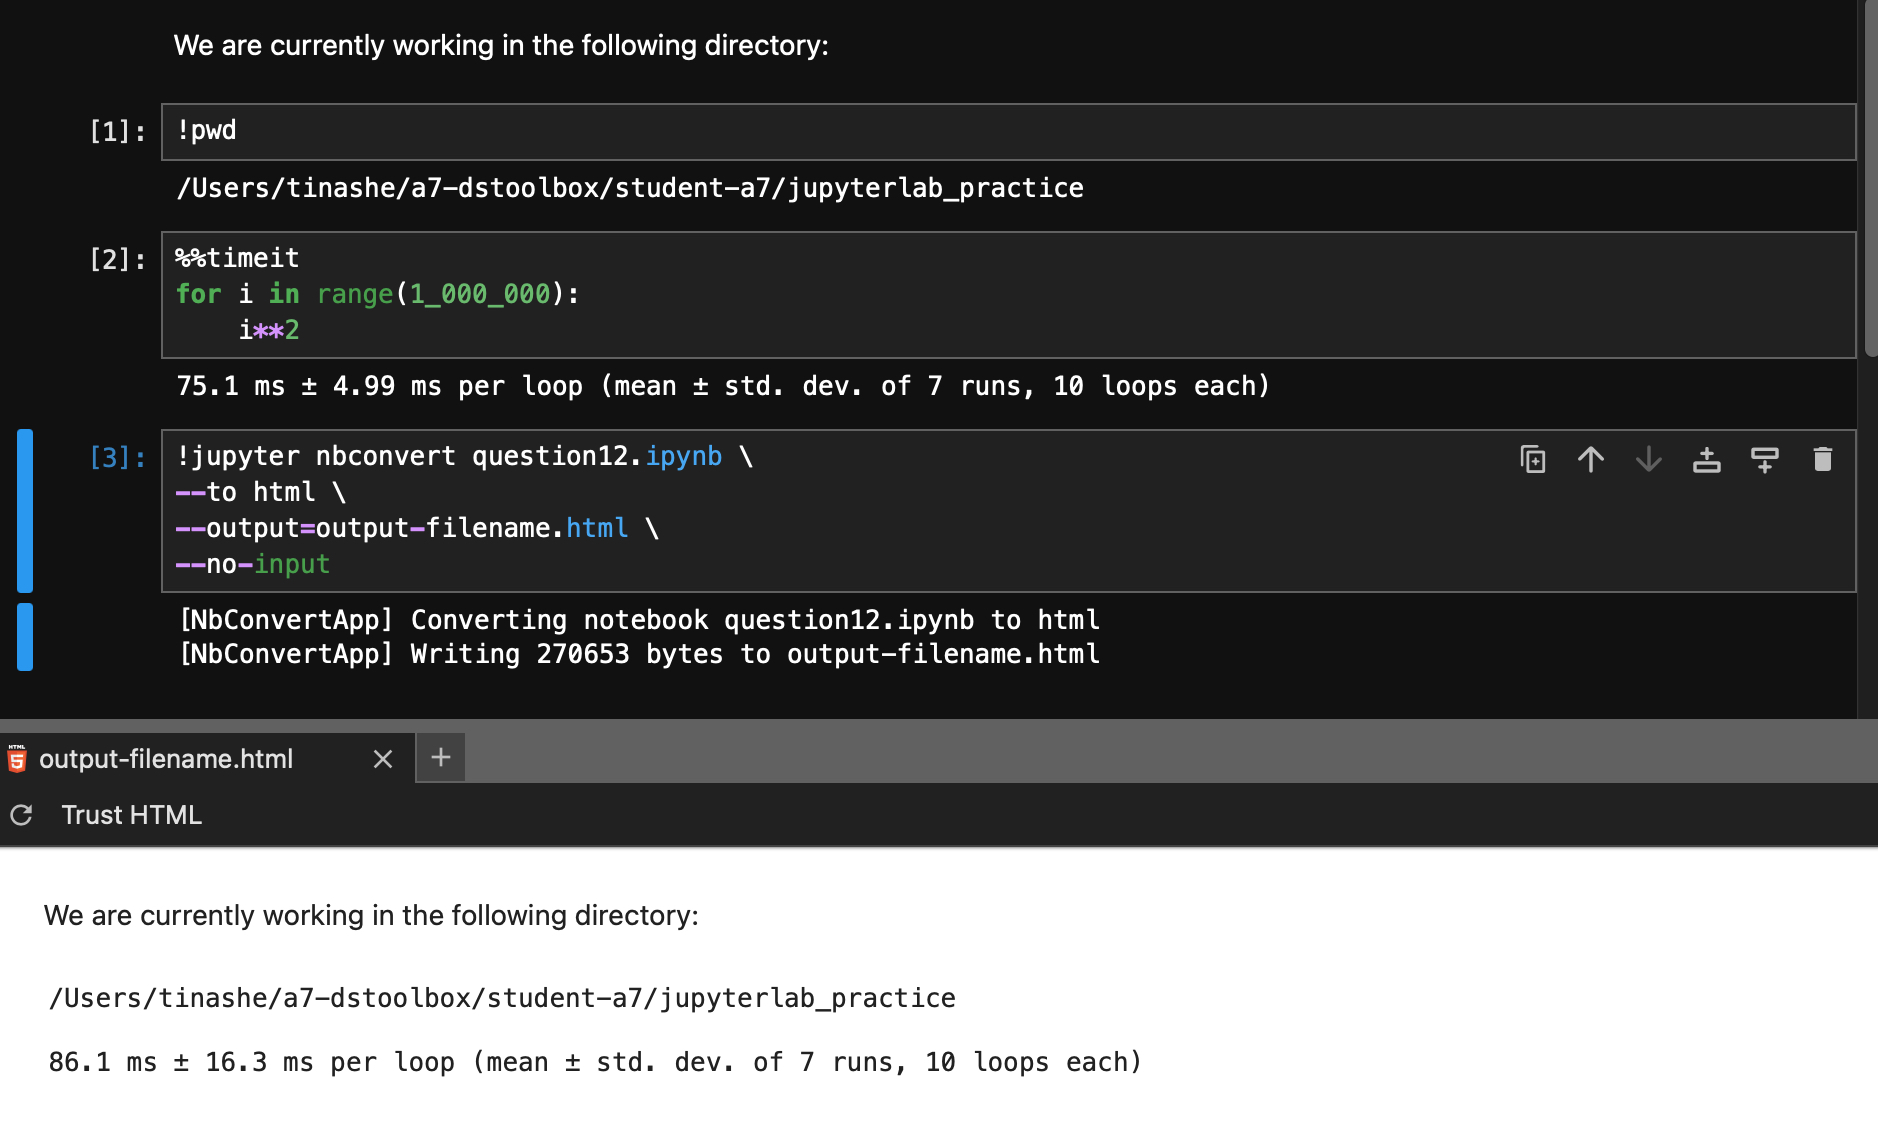 We are currently working in the following directory:
[1]: !pwd
/Users/tinashe/a7-dstoolbox/student-a7/jupyterlab_practice
[2]: %%timeit
for i in range(1_000_000):
    i**2
75.1 ms ± 4.99 ms per loop (mean ± std. dev. of 7 runs, 10 loops each)
[3]: !jupyter nbconvert question12.ipynb \
--to html \
--output=output-filename.html \
--no-input
[NbConvertApp] Converting notebook question12.ipynb to html
[NbConvertApp] Writing 270653 bytes to output-filename.html
HTML 5 output-filename.html
Trust HTML
We are currently working in the following directory:
/Users/tinashe/a7-dstoolbox/student-a7/jupyterlab_practice
86.1 ms ± 16.3 ms per loop (mean ± std. dev. of 7 runs, 10 loops each)